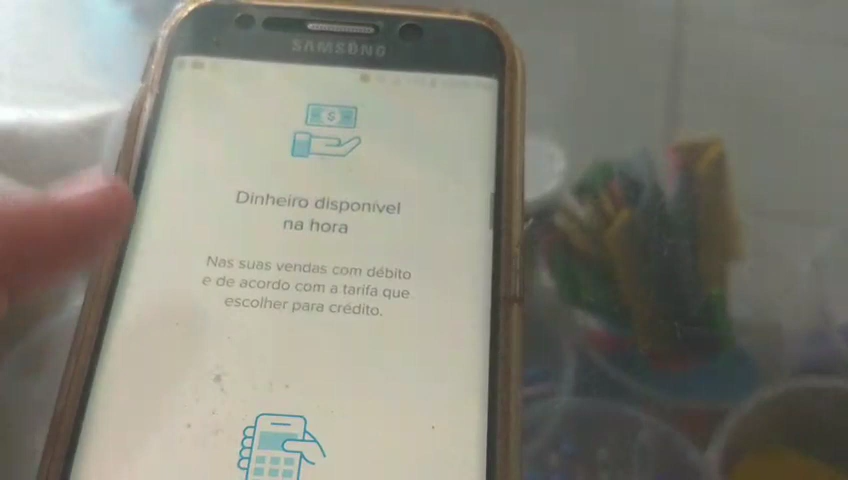 SAMSUNG
$
Dinheiro disponível
na hora
Nas suas vendas com débito
e de acordo com a tarifa que
escolher para crédito.